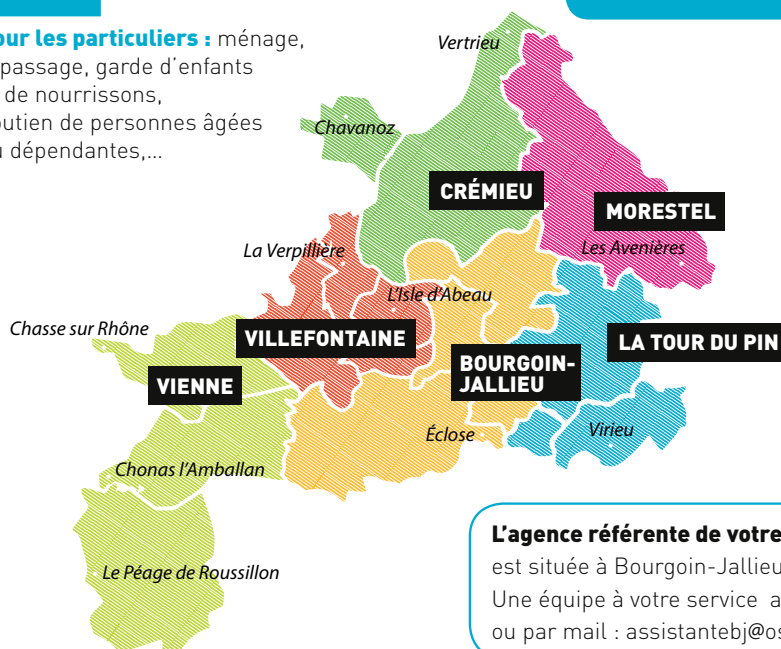 our les particuliers : ménage,
passage, garde d'enfants
de nourrissons,
outien de personnes âgées
dépendantes,...
Vertrieu
Chavanoz
CRÉMIEU
MORESTEL
Les Avenières
La Verpillière
L'Isle d'Abeau
Chasse sur Rhône
VILLEFONTAINE
LA TOUR DU PIN
BOURGOIN-
JALLIEU
VIENNE
Éclose
Virieu
Chonas l'Amballan
Le Péage de Roussillon
L'agence référente de votre
est située à Bourgoin-Jallieu
Une équipe à votre service a
ou par mail : assistantebj@os